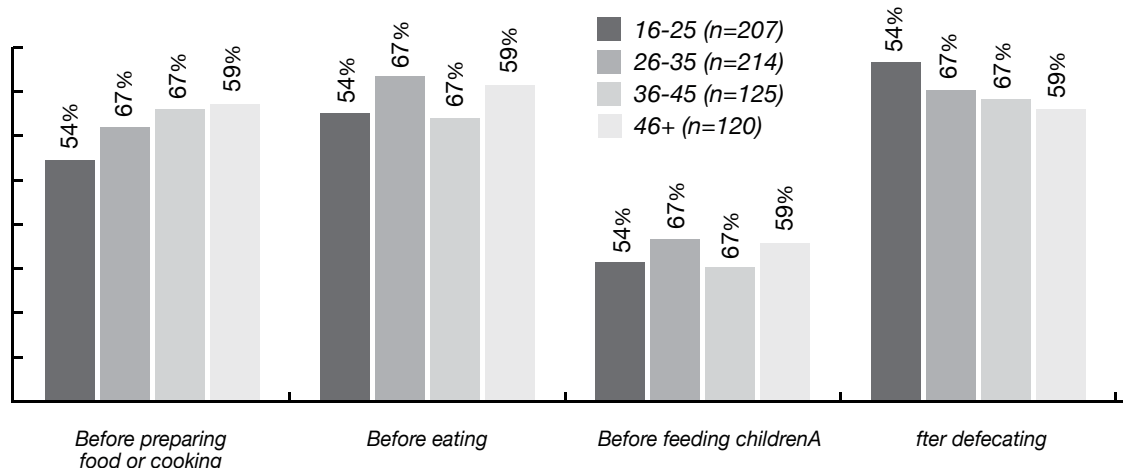 16-25 (n=207)
26-35 (n=214)
36-45 (n=125)
46+ (n=120)
54%
67%
67%
59%
54%
67%
67%
59%
54%
67%
67%
59%
54%
67%
67%
59%
Before preparing
food or cooking
Before eating
Before feeding childrenA
fter defecating